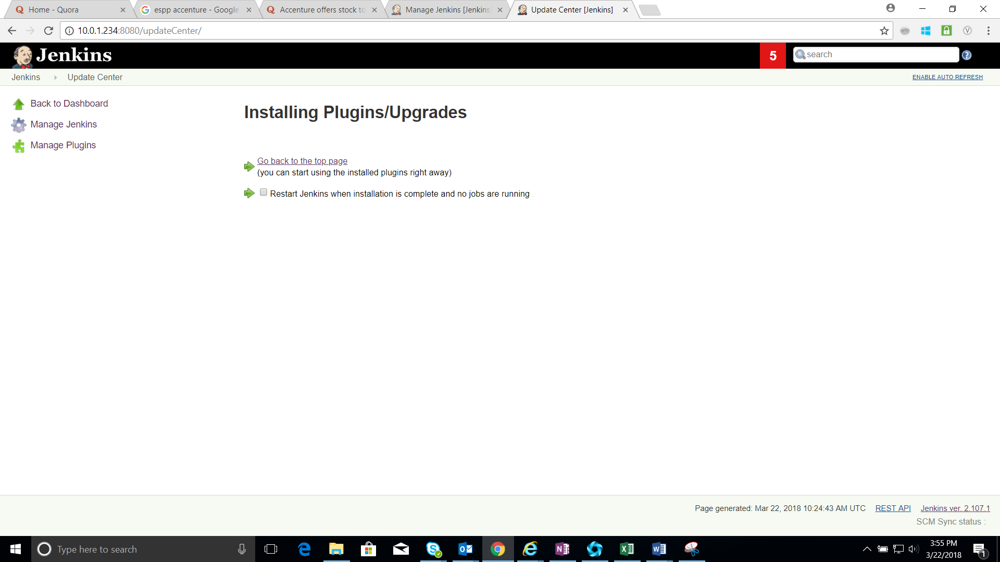 Home - Quora
espp accenture - Google
Accenture offers stock to
Manage Jenkins [Jenkins]
Update Center [Jenkins]
10.0.1.234:8080/updateCenter/
Jenkins
5
search
Jenkins
Update Center
ENABLE AUTO REFRESH
Back to Dashboard
Manage Jenkins
Manage Plugins
Installing Plugins/Upgrades
Go back to the top page
(you can start using the installed plugins right away)
Restart Jenkins when installation is complete and no jobs are running
Page generated: Mar 22, 2018 10:24:43 AM UTC
REST API
Jenkins ver. 2.107.1
SCM Sync status :
Type here to search
3:55 PM
3/22/2018
1